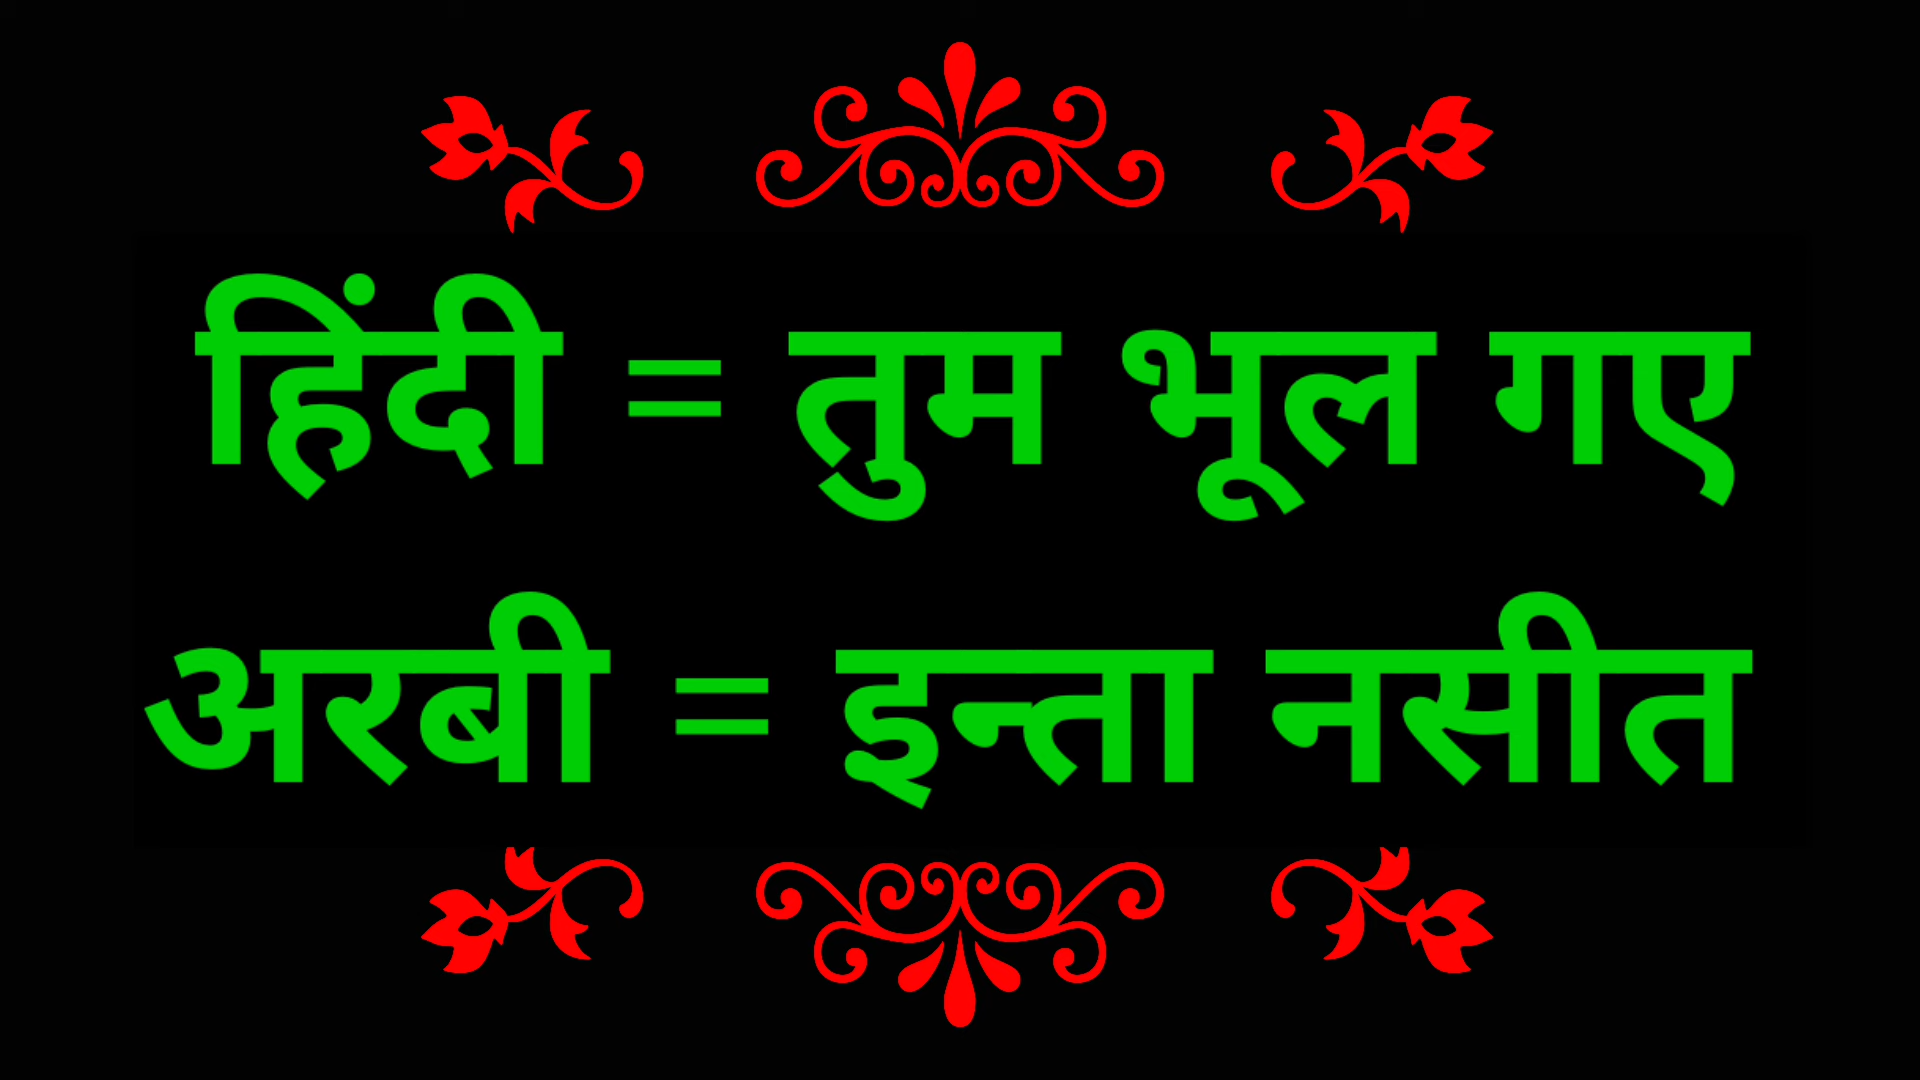 हिंदी = तुम भूल गए
अरबी = इन्ता नसीत